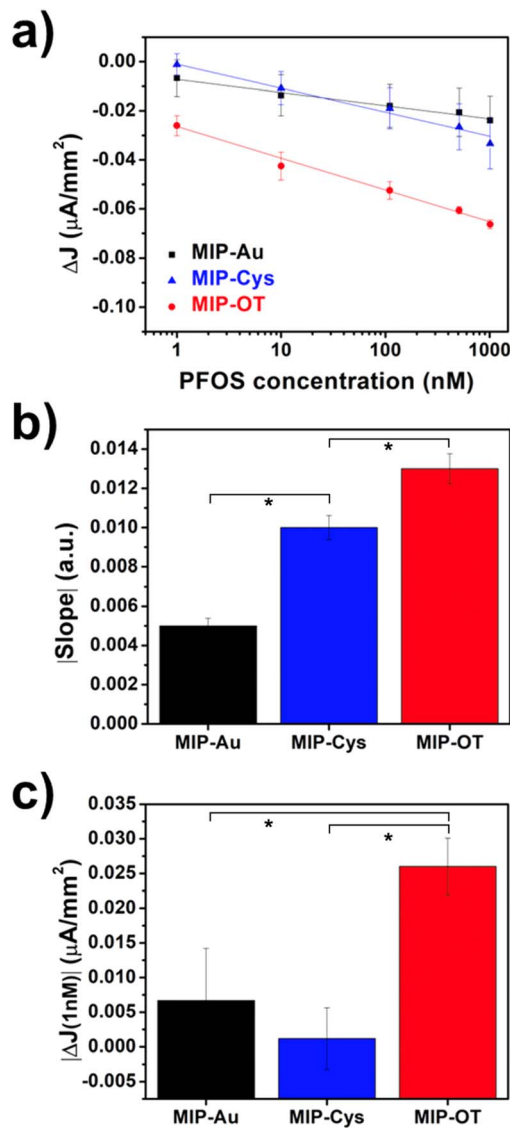 a)
0.00
-0.02
-0.04
-0.06
-0.08
-0.10
ΔJ (μA/mm²)
MIP-Au
MIP-Cys
MIP-OT
1 10 100 1000
PFOS concentration (nM)
b)
0.014
0.012
0.010
0.008
0.006
0.004
0.002
0.000
|Slope| (a.u.)
*
*
MIP-Au MIP-Cys MIP-OT
c)
0.035
0.030
0.025
0.020
0.015
0.010
0.005
0.000
-0.005
|ΔJ(1nM)| (μA/mm²)
*
*
MIP-Au MIP-Cys MIP-OT